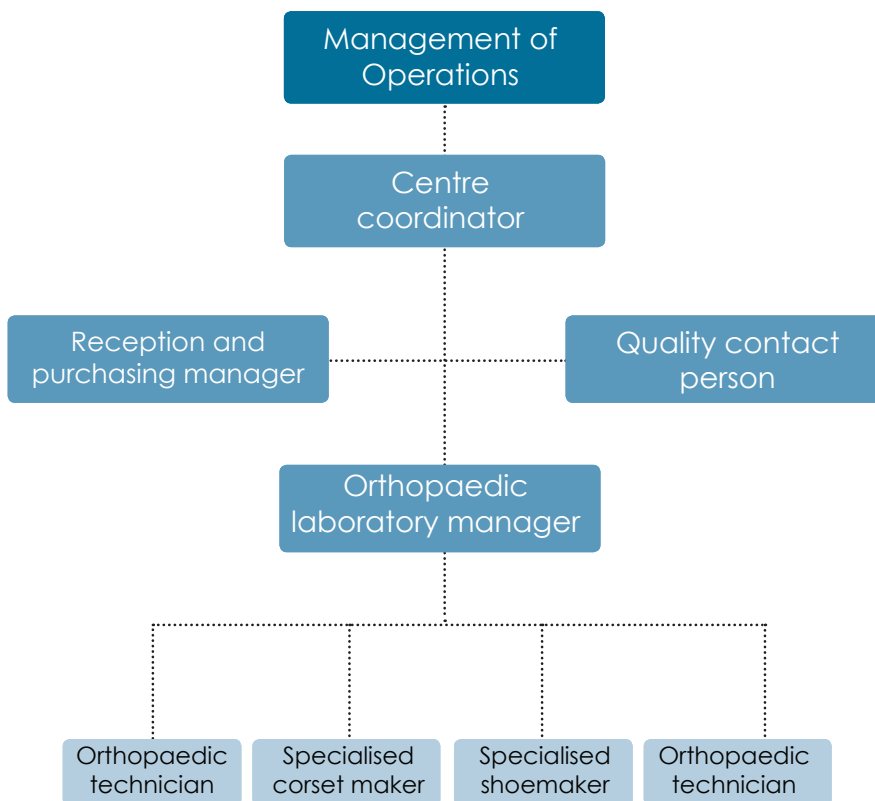 Management of
Operations
Centre
coordinator
Reception and
purchasing manager
Quality contact
person
Orthopaedic
laboratory manager
Orthopaedic
technician
Specialised
corset maker
Specialised
shoemaker
Orthopaedic
technician